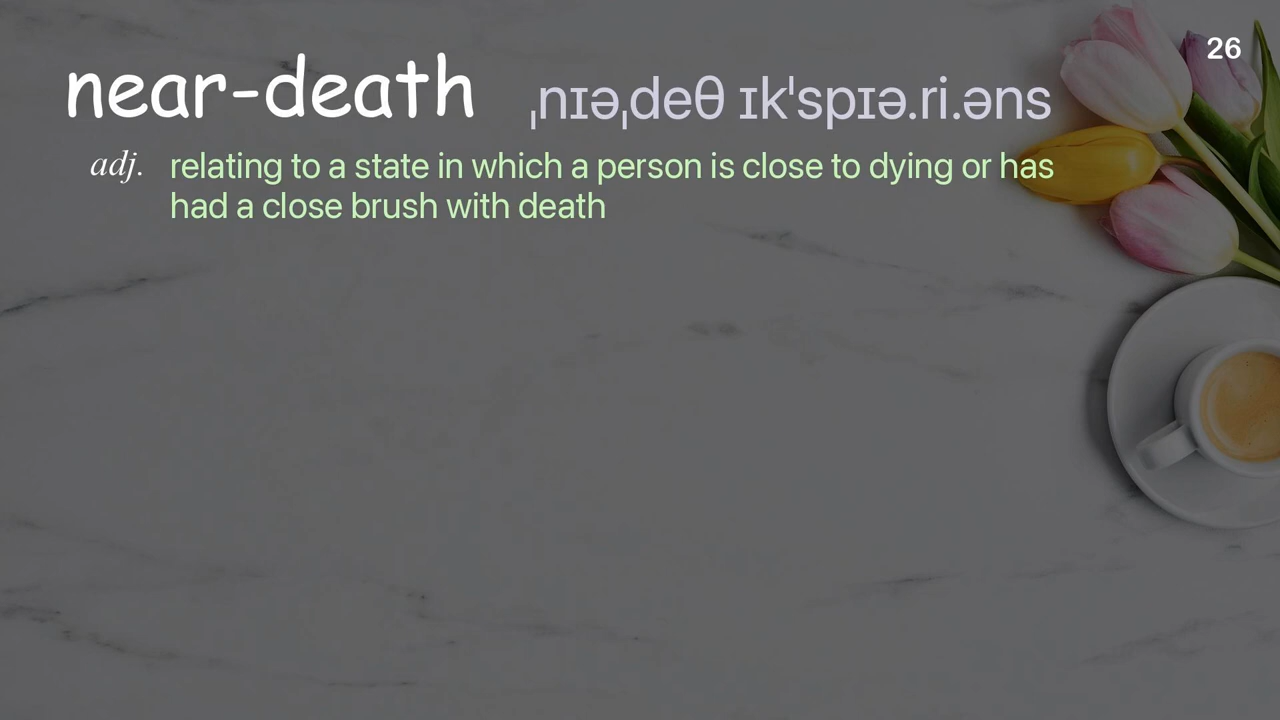 26
near-death ˌnɪəˌdeθ ɪkˈspɪə.ri.əns
adj. relating to a state in which a person is close to dying or has
had a close brush with death